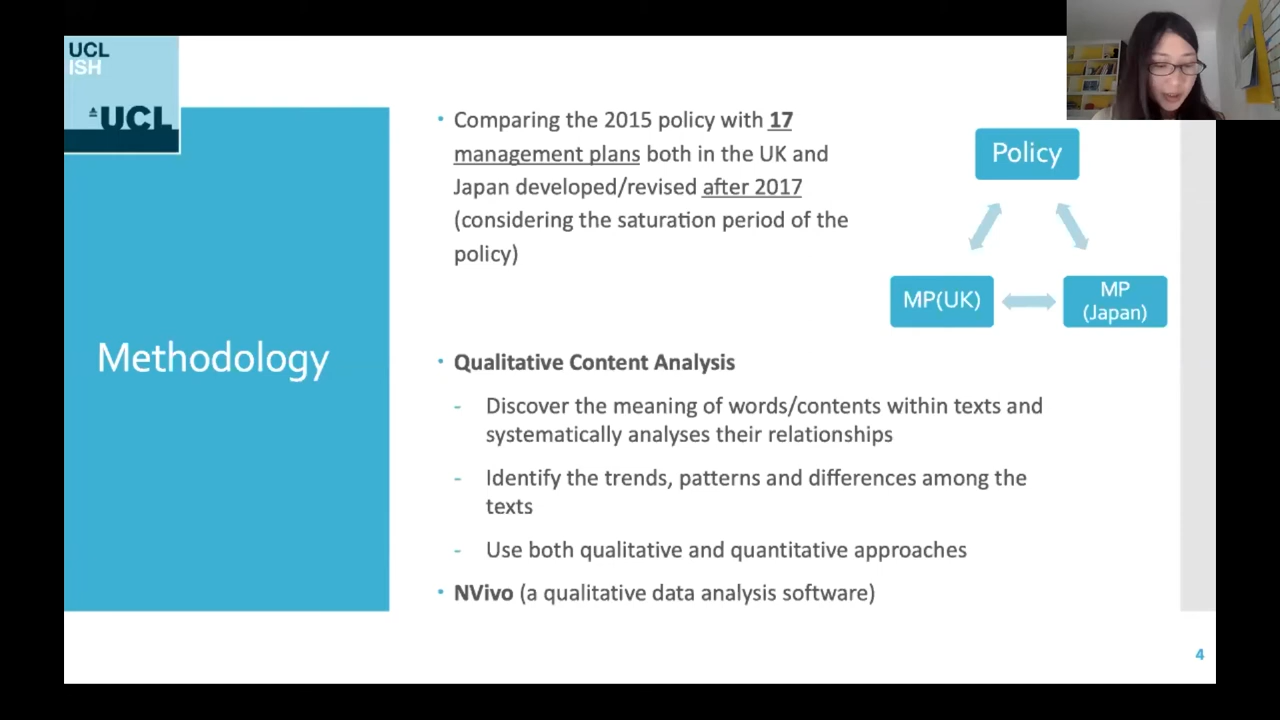 UCL
ISH
UCL
Methodology
• Comparing the 2015 policy with 17
management plans both in the UK and
Japan developed/revised after 2017
(considering the saturation period of the
policy)
Policy
MP(UK)
MP
(Japan)
• Qualitative Content Analysis
- Discover the meaning of words/contents within texts and
systematically analyses their relationships
- Identify the trends, patterns and differences among the
texts
- Use both qualitative and quantitative approaches
• NVivo (a qualitative data analysis software)
4